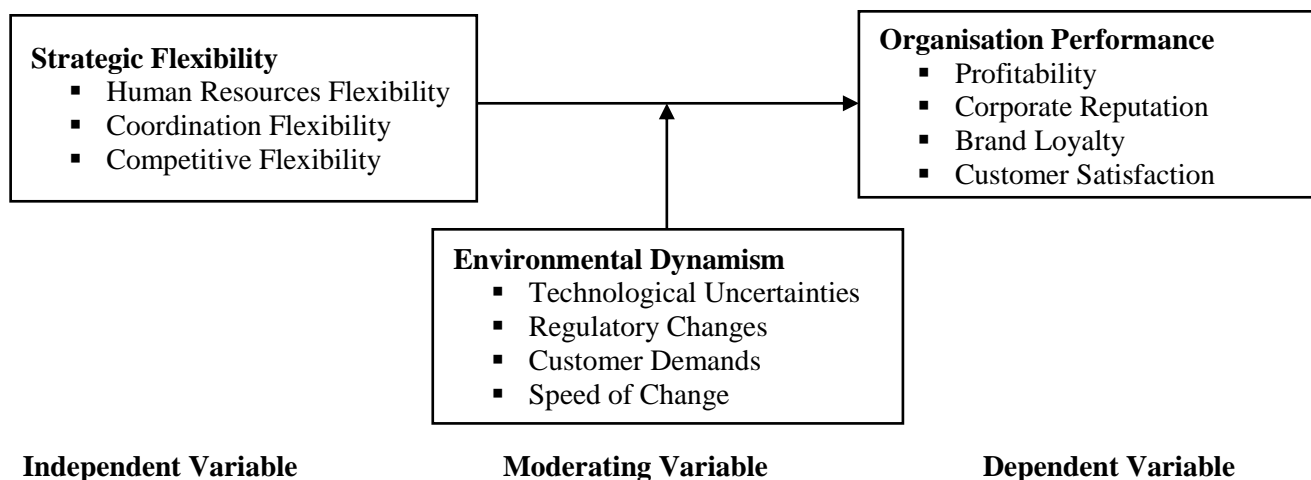 Strategic Flexibility
▪ Human Resources Flexibility
▪ Coordination Flexibility
▪ Competitive Flexibility
Organisation Performance
▪ Profitability
▪ Corporate Reputation
▪ Brand Loyalty
▪ Customer Satisfaction
Environmental Dynamism
▪ Technological Uncertainties
▪ Regulatory Changes
▪ Customer Demands
▪ Speed of Change
Independent Variable
Moderating Variable
Dependent Variable